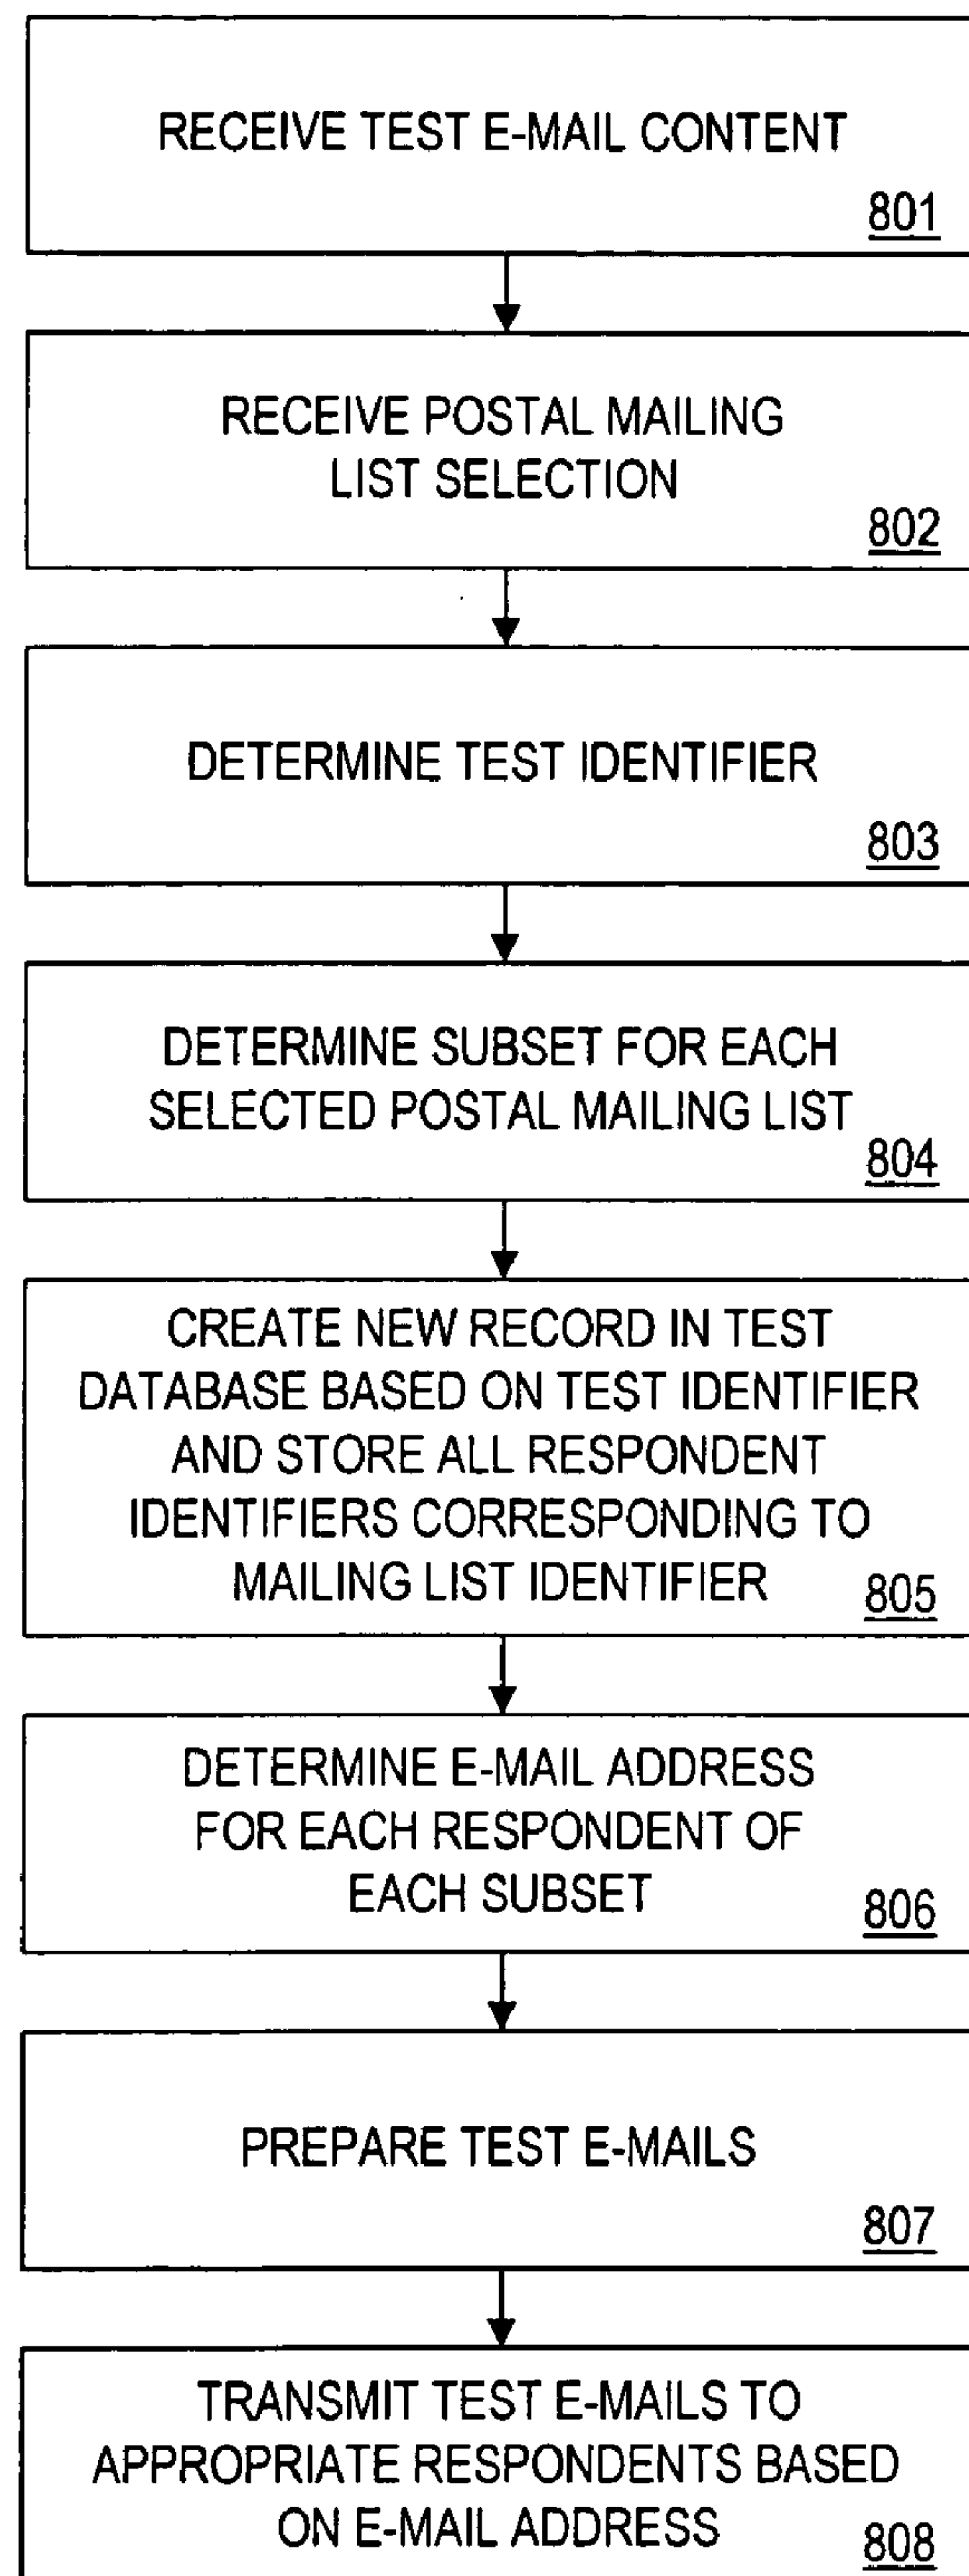 RECEIVE TEST E-MAIL CONTENT
801
RECEIVE POSTAL MAILING
LIST SELECTION
802
DETERMINE TEST IDENTIFIER
803
DETERMINE SUBSET FOR EACH
SELECTED POSTAL MAILING LIST
804
CREATE NEW RECORD IN TEST
DATABASE BASED ON TEST IDENTIFIER
AND STORE ALL RESPONDENT
IDENTIFIERS CORRESPONDING TO
MAILING LIST IDENTIFIER
805
DETERMINE E-MAIL ADDRESS
FOR EACH RESPONDENT OF
EACH SUBSET
806
PREPARE TEST E-MAILS
807
TRANSMIT TEST E-MAILS TO
APPROPRIATE RESPONDENTS BASED
ON E-MAIL ADDRESS
808